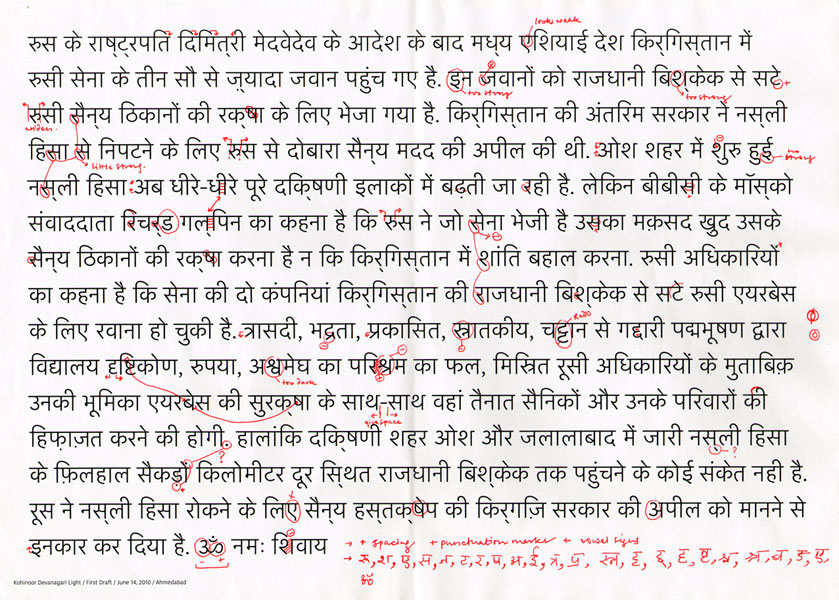 looks weak
रुस के राष्ट्रपति दिमित्री मेदवेदेव के आदेश के बाद मध्य एशियाई देश किर्गिस्तान में
रुसी सेना के तीन सौ से ज़्यादा जवान पहुंच गए है. इन जवानों को राजधानी बिश्केक से सटे
too strong
too strong
रुसी सैन्य ठिकानों की रक्षा के लिए भेजा गया है. किर्गिस्तान की अंतरिम सरकार ने नस्ली
widen.
हिसा से निपटने के लिए रुस से दोबारा सैन्य मदद की अपील की थी. ओश शहर में शुरु हुई
little strong.
too strong
नस्ली हिसा अब धीरे-धीरे पूरे दक्षिणी इलाकों में बढ़ती जा रही है. लेकिन बीबीसी के मॉस्को
संवाददाता रिचर्ड गल्पिन का कहना है कि रुस ने जो सेना भेजी है उसका मक़सद खुद उसके
सैन्य ठिकानों की रक्षा करना है न कि किर्गिस्तान में शांति बहाल करना. रुसी अधिकारियों
का कहना है कि सेना की दो कंपनियां किर्गिस्तान की राजधानी बिश्केक से सटे रुसी एयरबेस
Redo
के लिए रवाना हो चुकी है. त्रासदी, भद्रता, प्रकासित, स्नातकीय, चट्टान से गद्दारी पद्मभूषण द्वारा
विद्यालय दृष्टिकोण, रुपया, अश्वमेघ का परिश्रम का फल, मिस्रित रूसी अधिकारियों के मुताबिक़
too dark
उनकी भूमिका एयरबेस की सुरक्षा के साथ-साथ वहां तैनात सैनिकों और उनके परिवारों की
give space
हिफ़ाज़त करने की होगी. हालांकि दक्षिणी शहर ओश और जलालाबाद में जारी नस्ली हिसा
के फ़िलहाल सैकड़ों किलोमीटर दूर स्थित राजधानी बिश्केक तक पहुंचने के कोई संकेत नही है.
रूस ने नस्ली हिसा रोकने के लिए सैन्य हस्तक्षेप की किर्गज़ि सरकार की अपील को मानने से
इनकार कर दिया है. ॐ नमः शिवाय
→ + spacing + punctuation marker + vowel signs
Kohinoor Devanagari Light / First Draft / June 14, 2010 / Ahmedabad